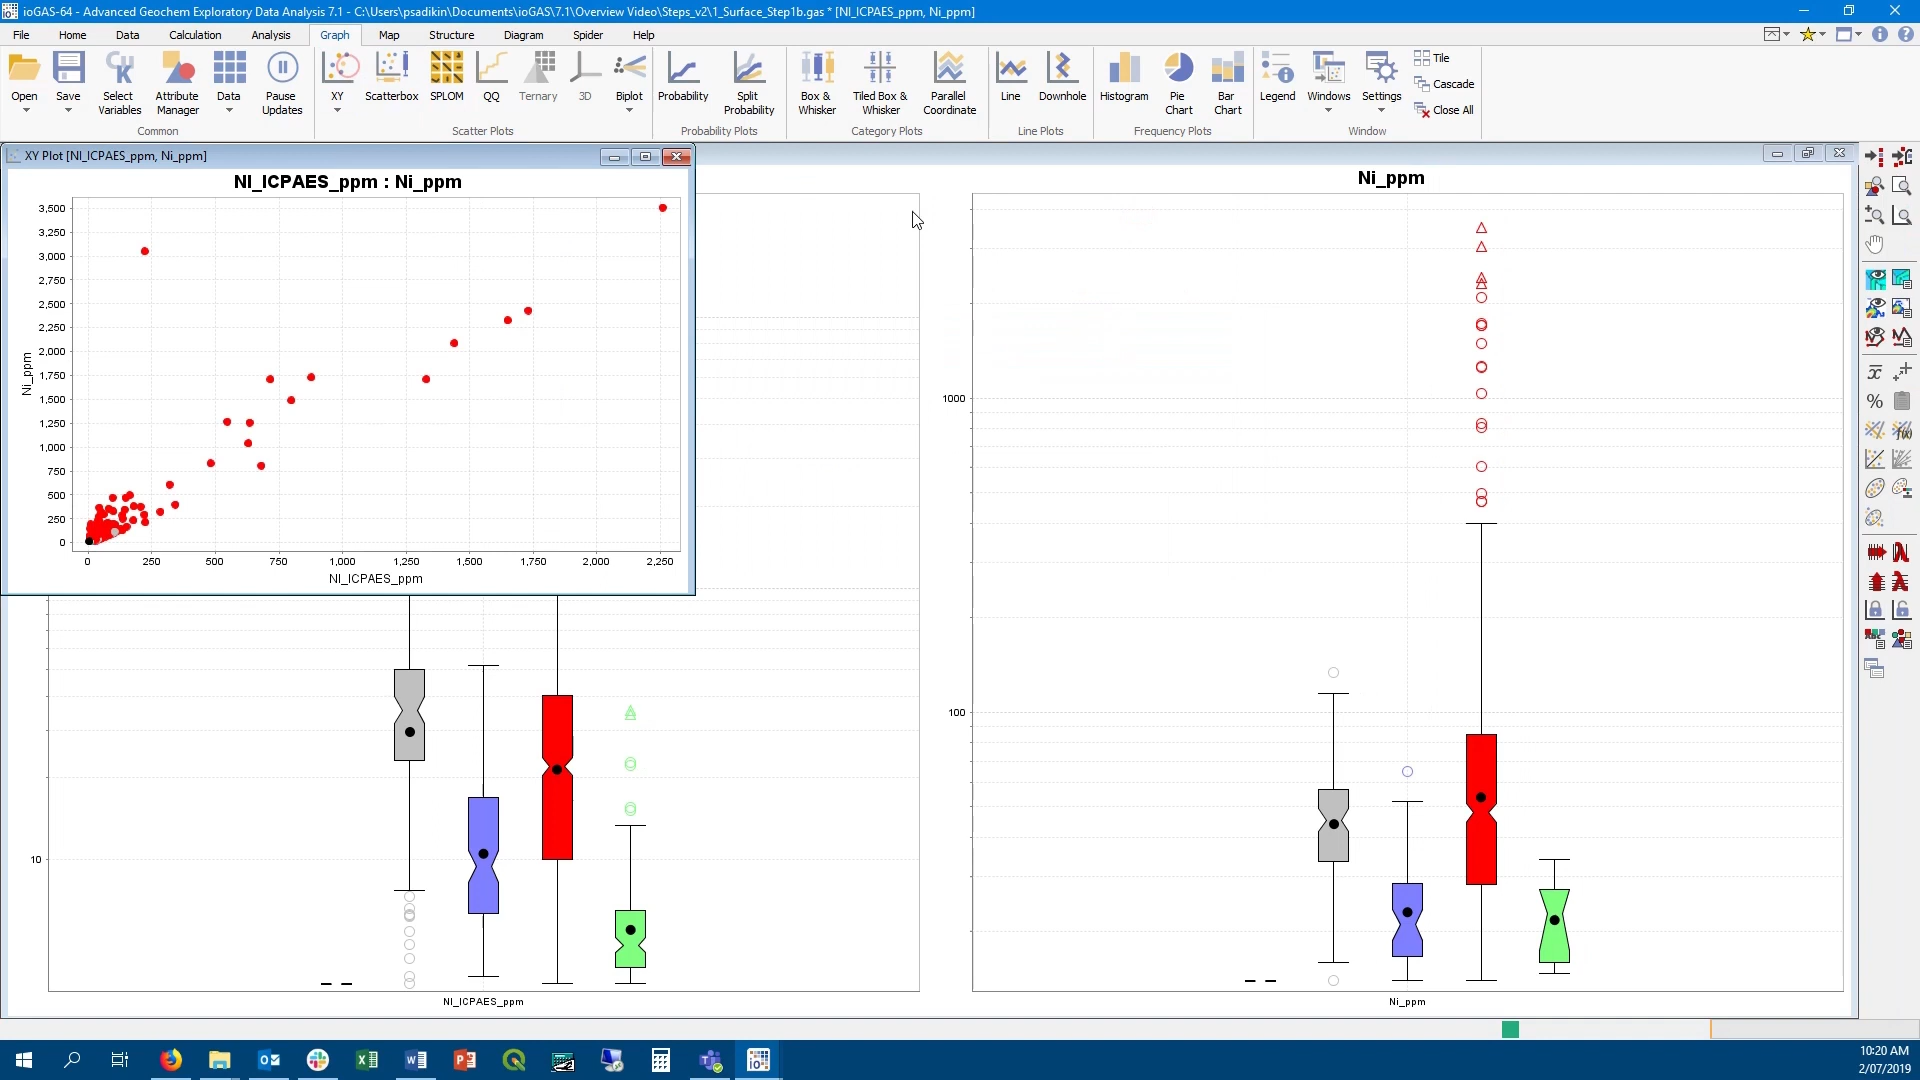 ioGAS-64 - Advanced Geochem Exploratory Data Analysis 7.1 - C:\Users\psadikin\Documents\ioGAS\7.1\Overview Video\Steps_v2\1_Surface_Step1b.gas * [NI_ICPAES_ppm, Ni_ppm]
File Home Data Calculation Analysis Graph Map Structure Diagram Spider Help
Open Save Select Variables Attribute Manager Data Pause Updates
Common
XY Scatterbox SPLOM QQ Ternary 3D Biplot
Scatter Plots
Probability Split Probability
Probability Plots
Box & Whisker Tiled Box & Whisker Parallel Coordinate
Category Plots
Line Downhole
Line Plots
Histogram Pie Chart Bar Chart
Frequency Plots
Legend Windows Settings
Tile
Cascade
Close All
Window
XY Plot [NI_ICPAES_ppm, Ni_ppm]
NI_ICPAES_ppm : Ni_ppm
3,500
3,250
3,000
2,750
2,500
2,250
2,000
1,750
1,500
1,250
1,000
750
500
250
0
Ni_ppm
0 250 500 750 1,000 1,250 1,500 1,750 2,000 2,250
NI_ICPAES_ppm
10
NI_ICPAES_ppm
Ni_ppm
1000
100
Ni_ppm
10:20 AM
2/07/2019